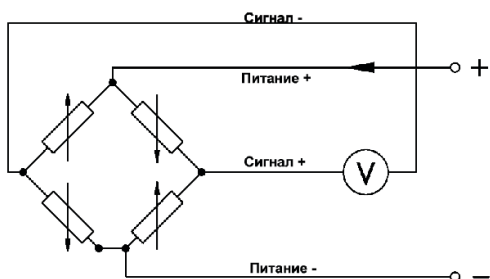 Сигнал -
Питание +
+
Сигнал +
V
Питание -
−